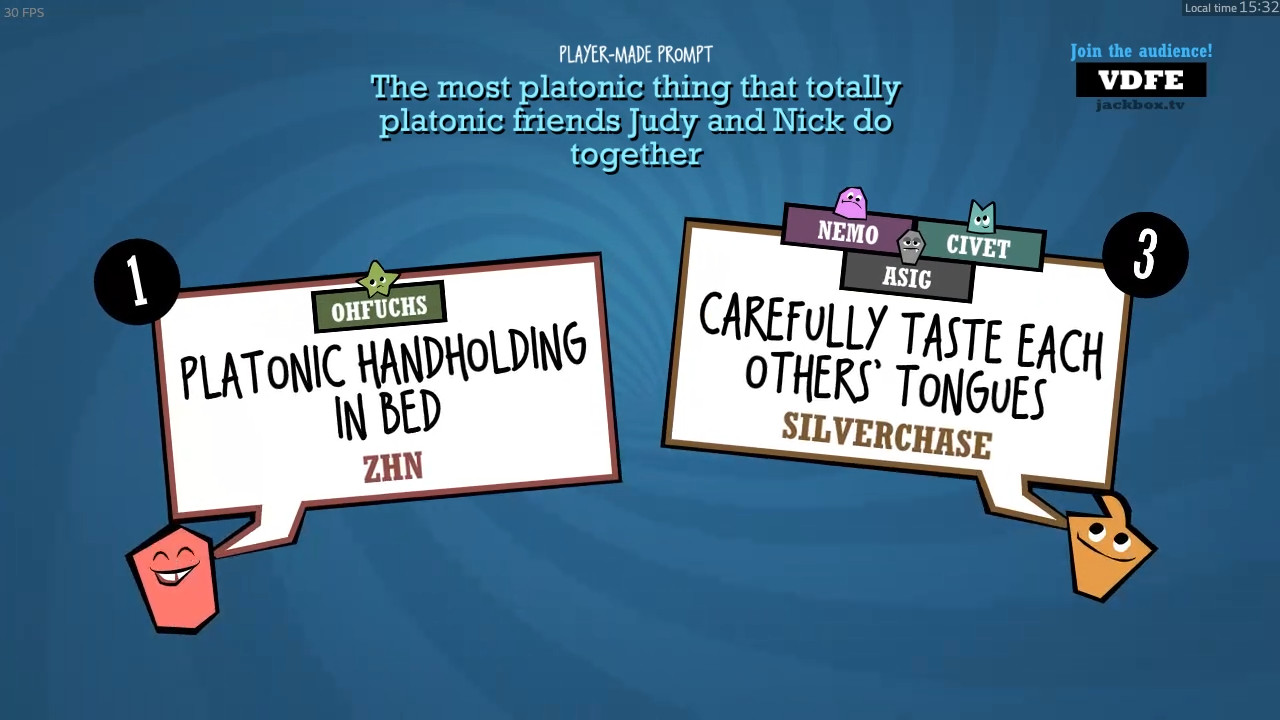 30 FPS
Local time 15:32
PLAYER-MADE PROMPT
The most platonic thing that totally
platonic friends Judy and Nick do
together
Join the audience!
VDFE
jackbox.tv
1
OHFUCHS
PLATONIC HANDHOLDING
IN BED
ZHN
NEMO
CIVET
ASIG
3
CAREFULLY TASTE EACH
OTHERS' TONGUES
SILVERCHASE